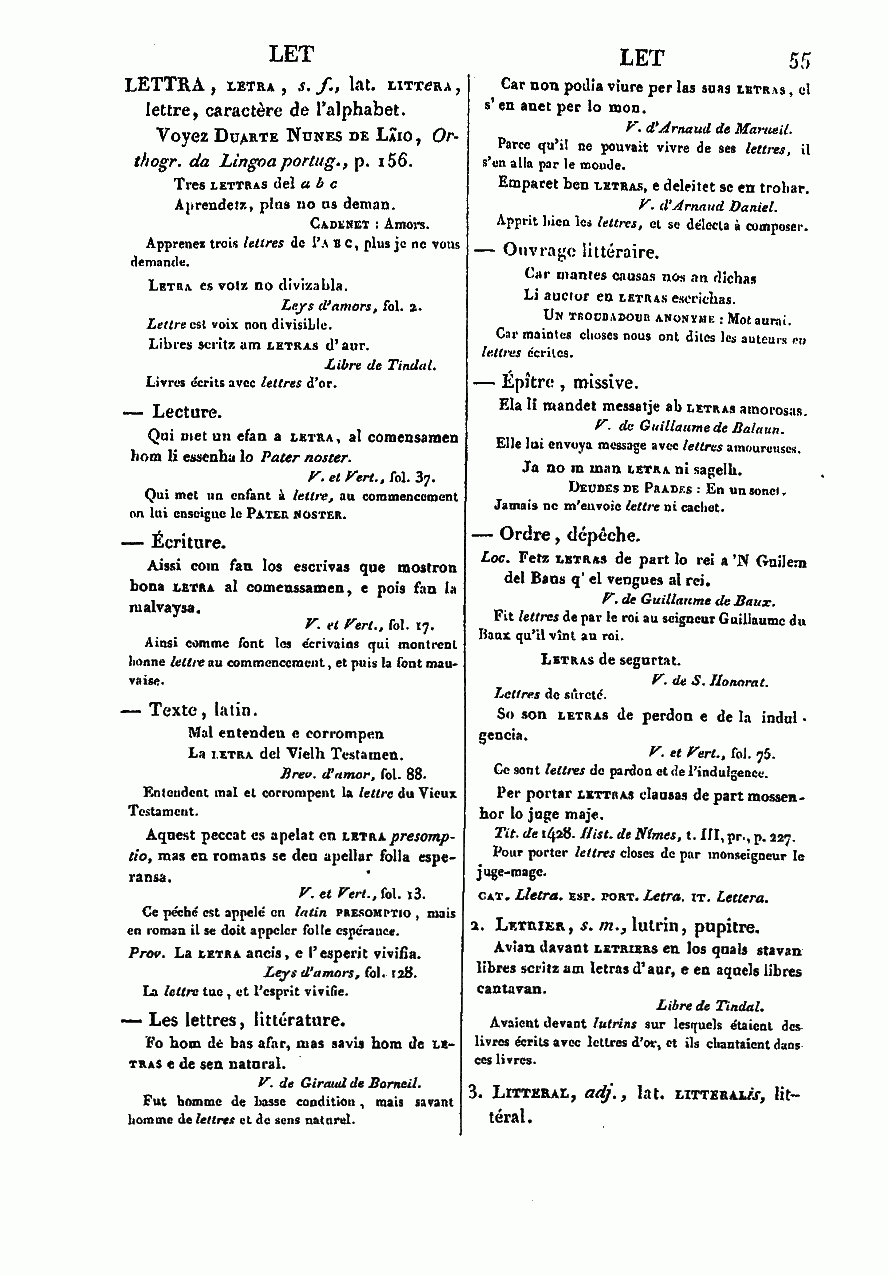 LET
LETTRA, LETRA, s. f., lat. LITTeRA,
lettre, caractère de l'alphabet.
Voyez DUARTE NUNES DE LÎIO, Or-
thogr. da Lingoa portug., p. 156.
Tres LETTRAS del a b c
Aprendetz, plus no us deman.
CADENET : Amors.
Apprenez trois lettres de l'A B C, plus je ne vous
demande.
LETRA es votz no divizabla.
Leys d'amors, fol. 2.
Lettre est voix non divisible.
Libres scritz am LETRAS d'aur.
Libre de Tindal.
Livres écrits avec lettres d'or.
— Lecture.
Qui met un efan a LETRA, al comensamen
hom li essenha lo Pater noster.
V. et Vert., fol. 37.
Qui met un enfant à lettre, au commencement
on lui enseigne le PATER NOSTER.
— Écriture.
Aissi com fan los escrivas que mostron
bona LETRA al comenssamen, e pois fan la
malvaysa.
V. et Vert., fol. 17.
Ainsi comme font les écrivains qui montrent
bonne lettre au commencement, et puis la font mau-
vaise.
— Texte, latin.
Mal entenden e corrompen
La LETRA del Vielh Testamen.
Brev. d'amor, fol. 88.
Entendent mal et corrompent la lettre du Vieux
Testament.
Aquest peccat es apelat en LETRA presomp-
tio, mas en romans se deu apellar folla espe-
ransa.
V. et Vert., fol. 13.
Ce péché est appelé en latin PRESOMPTIO, mais
en roman il se doit appeler folle espérance.
Prov. La LETRA ancis, e l'esperit vivifia.
Leys d'amors, fol. 128.
La lettre tue, et l'esprit vivifie.
— Les lettres, littérature.
Fo hom de bas afar, mas savis hom de LE-
TRAS e de sen natural.
V. de Giraud de Borneil.
Fut homme de basse condition, mais savant
homme de lettres et de sens naturel.
LET 55
Car non podia viure per las suas LETRAS, el
s'en anet per lo mon.
V. d'Arnaud de Marueil.
Parce qu'il ne pouvait vivre de ses lettres, il
s'en alla par le monde.
Emparet ben LETRAS, e deleitet se en trobar.
V. d'Arnaud Daniel.
Apprit bien les lettres, et se délecta à composer.
— Ouvrage littéraire.
Car mantes causas nos an dichas
Li auctor en LETRAS escrichas.
UN TROUBADOUR ANONYME : Mot aurai.
Car maintes choses nous ont dites les auteurs en
lettres écrites.
— Épître, missive.
Ela li mandet messatje ab LETRAS amorosas.
V. de Guillaume de Balaun.
Elle lui envoya message avec lettres amoureuses.
Ja no m man LETRA ni sagelh.
DEUDES DE PRADES : En un sonet.
Jamais ne m'envoie lettre ni cachet.
— Ordre, dépêche.
Loc. Fetz LETRAS de part lo rei a 'N Guilem
del Baus q' el vengues al rei.
V. de Guillaume de Baux.
Fit lettres de par le roi au seigneur Guillaume du
Baux qu'il vînt au roi.
LETRAS de segurtat.
V. de S. Honorat.
Lettres de sûreté.
So son LETRAS de perdon e de la indul-
gencia.
V. et Vert., fol. 75.
Ce sont lettres de pardon et de l'indulgence.
Per portar LETTRAS clausas de part mossen-
hor lo juge maje.
Tit. de 1428. Hist. de Nîmes, t. III, pr., p. 227.
Pour porter lettres closes de par monseigneur le
juge-mage.
CAT. Lletra. ESP. PORT. Letra. IT. Lettera.
2. LETRIER, s. m., lutrin, pupître.
Avian davant LETRIERS en los quals stavan
libres scritz am letras d'aur, e en aquels libres
cantavan.
Libre de Tindal.
Avaient devant lutrins sur lesquels étaient des
livres écrits avec lettres d'or, et ils chantaient dans
ces livres.
3. LITTERAL, adj., lat. LITTERALis, lit-
téral.